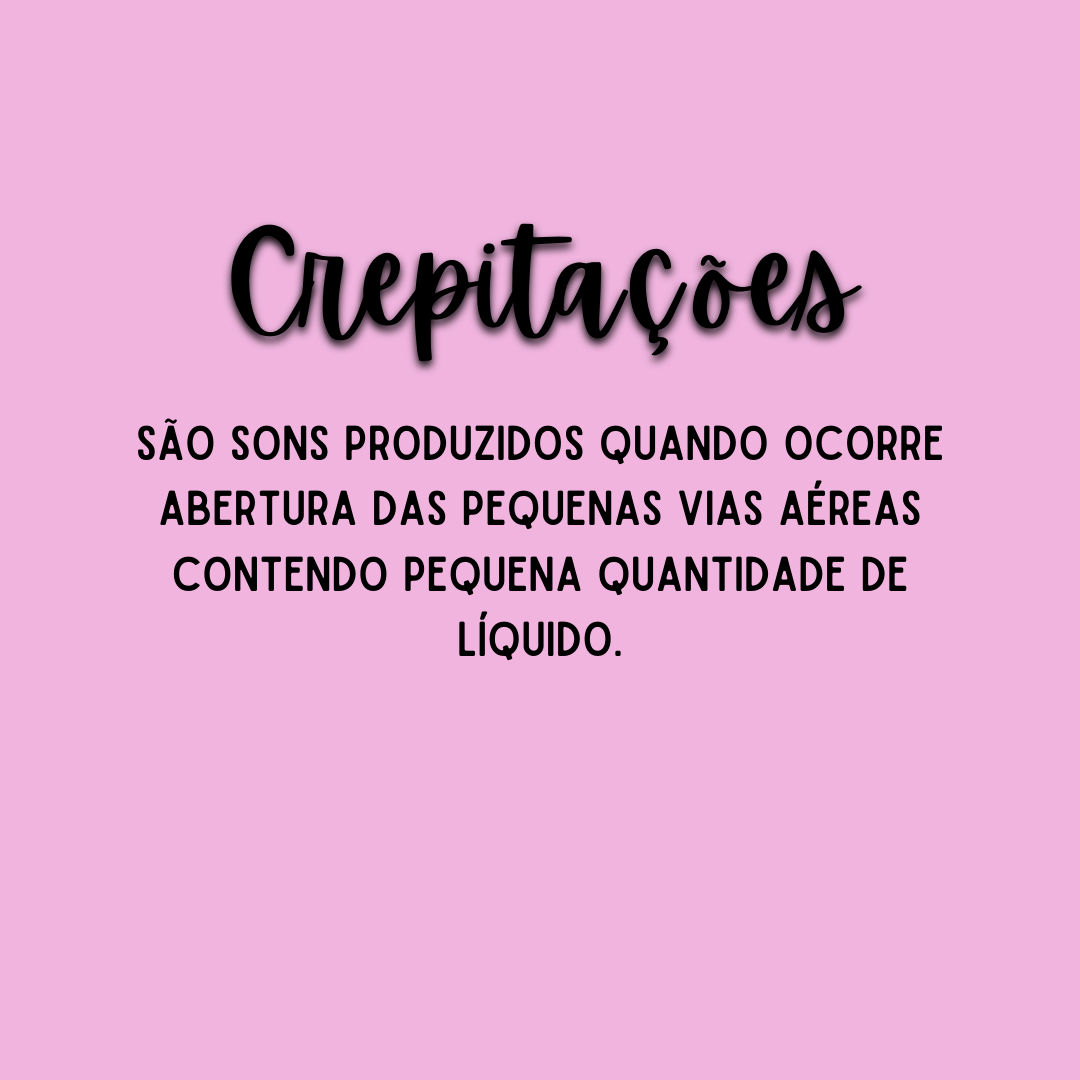 Crepitações
SÃO SONS PRODUZIDOS QUANDO OCORRE
ABERTURA DAS PEQUENAS VIAS AÉREAS
CONTENDO PEQUENA QUANTIDADE DE
LÍQUIDO.